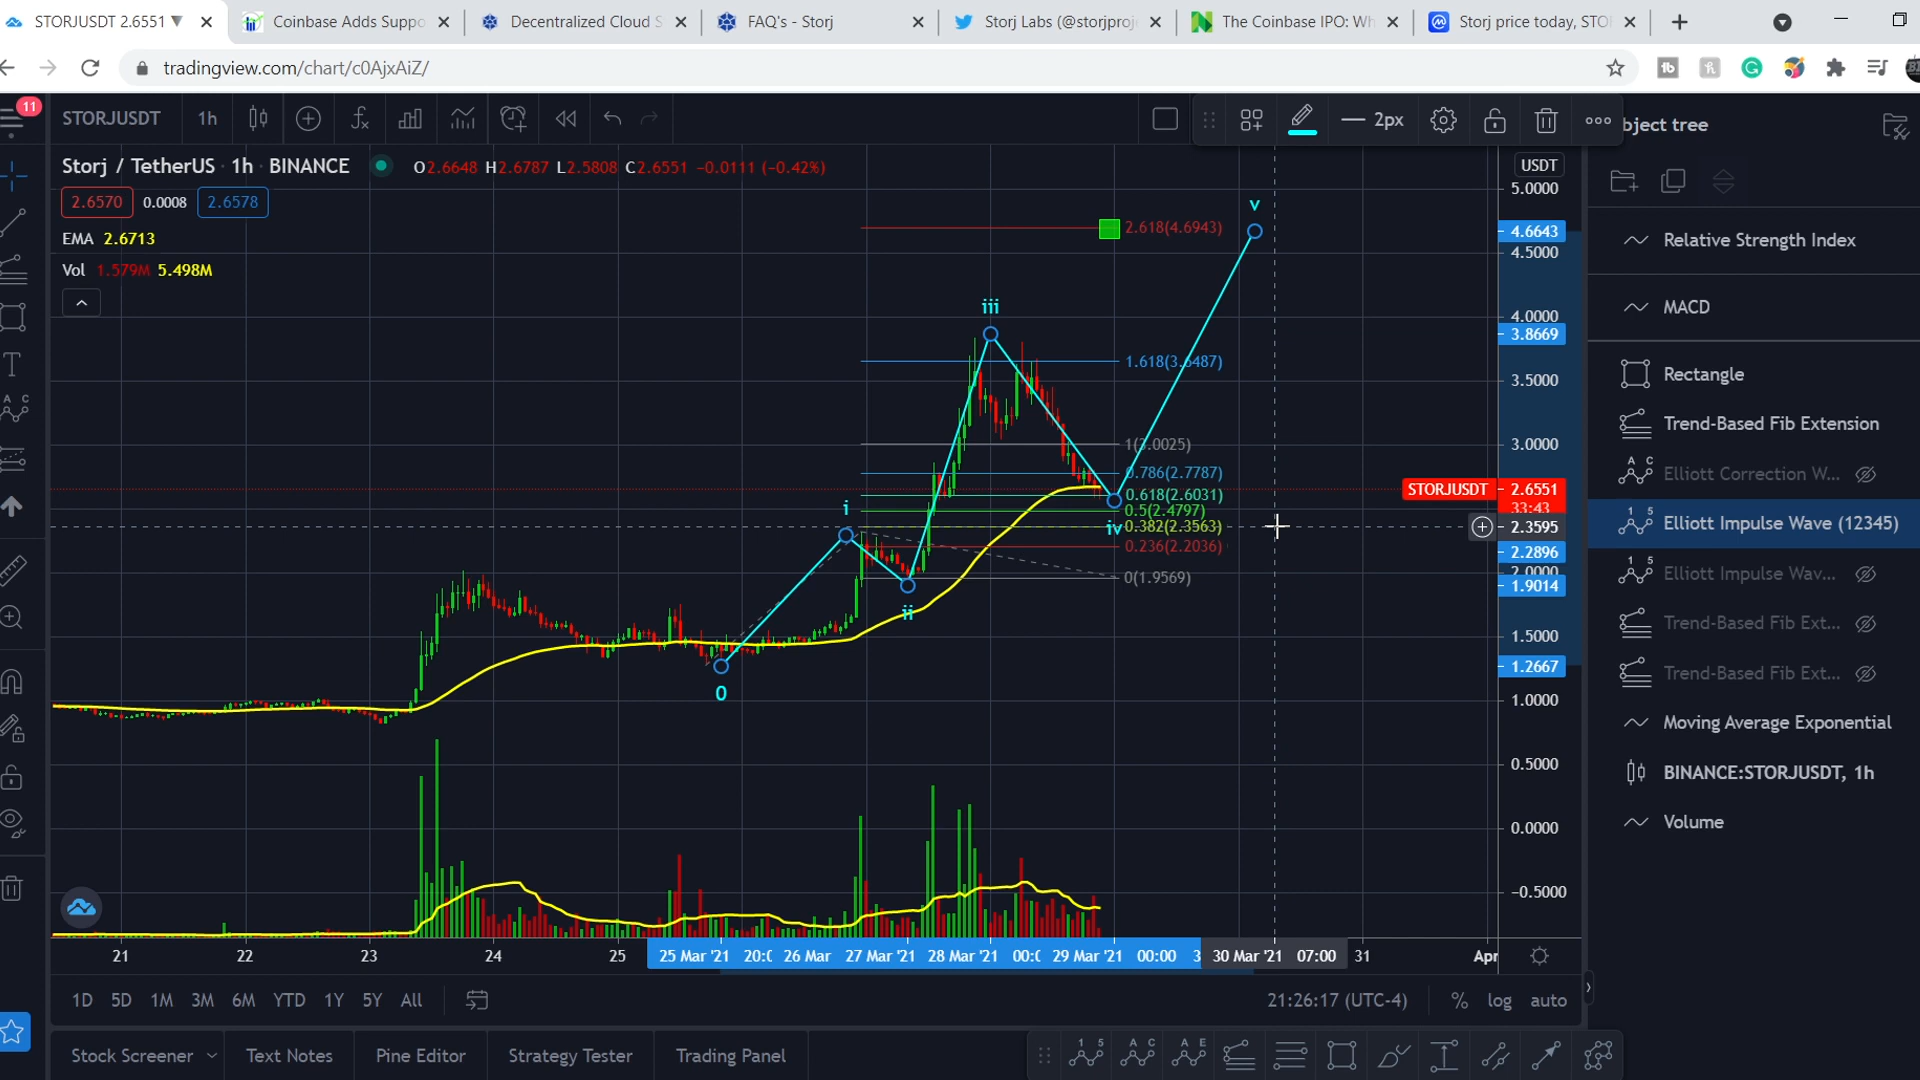 STORJUSDT 2.6551 ▼
Coinbase Adds Suppo
Decentralized Cloud S
FAQ's - Storj
Storj Labs (@storjproj
The Coinbase IPO: Wh
Storj price today, STO
tradingview.com/chart/c0AjxAiZ/
11
STORJUSDT
1h
2px
bject tree
Storj / TetherUS · 1h · BINANCE
O2.6648 H2.6787 L2.5808 C2.6551 −0.0111 (−0.42%)
USDT
2.6570
0.0008
2.6578
EMA 2.6713
Vol 1.579M 5.498M
5.0000
4.6643
4.5000
4.0000
3.8669
3.5000
3.0000
STORJUSDT
2.6551
33:43
2.3595
2.2896
2.0000
1.9014
1.5000
1.2667
1.0000
0.5000
0.0000
−0.5000
v
2.618(4.6943)
iii
1.618(3.6487)
1(3.0025)
0.786(2.7787)
0.618(2.6031)
0.5(2.4797)
0.382(2.3563)
0.236(2.2036)
0(1.9569)
i
iv
ii
0
Relative Strength Index
MACD
Rectangle
Trend-Based Fib Extension
Elliott Correction W...
Elliott Impulse Wave (12345)
Elliott Impulse Wav...
Trend-Based Fib Ext...
Trend-Based Fib Ext...
Moving Average Exponential
BINANCE:STORJUSDT, 1h
Volume
21
22
23
24
25
25 Mar '21
20:0
26 Mar
27 Mar '21
28 Mar '21
00:0
29 Mar '21
00:00
3
30 Mar '21
07:00
31
Apr
1D 5D 1M 3M 6M YTD 1Y 5Y All
21:26:17 (UTC-4)
% log auto
Stock Screener
Text Notes
Pine Editor
Strategy Tester
Trading Panel